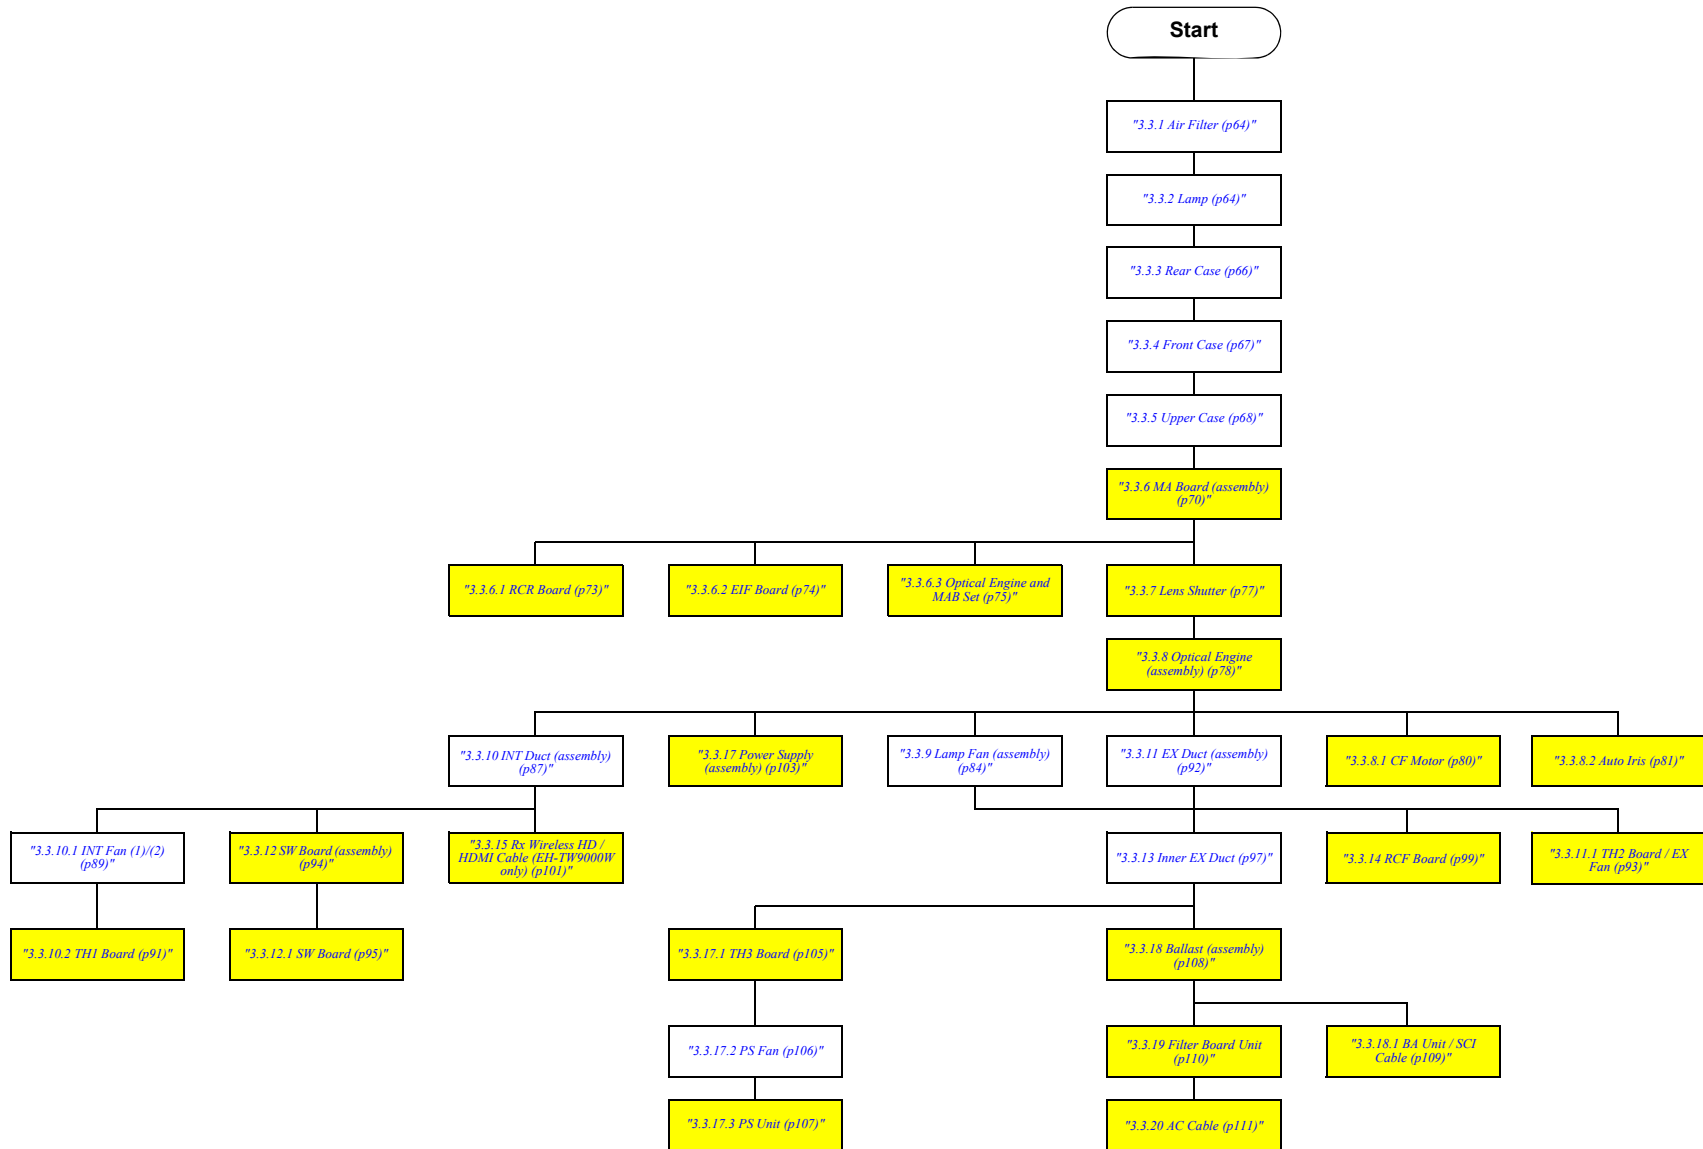 Start
"3.3.1 Air Filter (p64)"
"3.3.2 Lamp (p64)"
"3.3.3 Rear Case (p66)"
"3.3.4 Front Case (p67)"
"3.3.5 Upper Case (p68)"
"3.3.6 MA Board (assembly)
(p70)"
"3.3.6.1 RCR Board (p73)"
"3.3.6.2 EIF Board (p74)"
"3.3.6.3 Optical Engine and
MAB Set (p75)"
"3.3.7 Lens Shutter (p77)"
"3.3.8 Optical Engine
(assembly) (p78)"
"3.3.10 INT Duct (assembly)
(p87)"
"3.3.17 Power Supply
(assembly) (p103)"
"3.3.9 Lamp Fan (assembly)
(p84)"
"3.3.11 EX Duct (assembly)
(p92)"
"3.3.8.1 CF Motor (p80)"
"3.3.8.2 Auto Iris (p81)"
"3.3.10.1 INT Fan (1)/(2)
(p89)"
"3.3.12 SW Board (assembly)
(p94)"
"3.3.15 Rx Wireless HD /
HDMI Cable (EH-TW9000W
only) (p101)"
"3.3.13 Inner EX Duct (p97)"
"3.3.14 RCF Board (p99)"
"3.3.11.1 TH2 Board / EX
Fan (p93)"
"3.3.10.2 TH1 Board (p91)"
"3.3.12.1 SW Board (p95)"
"3.3.17.1 TH3 Board (p105)"
"3.3.18 Ballast (assembly)
(p108)"
"3.3.17.2 PS Fan (p106)"
"3.3.19 Filter Board Unit
(p110)"
"3.3.18.1 BA Unit / SCI
Cable (p109)"
"3.3.17.3 PS Unit (p107)"
"3.3.20 AC Cable (p111)"